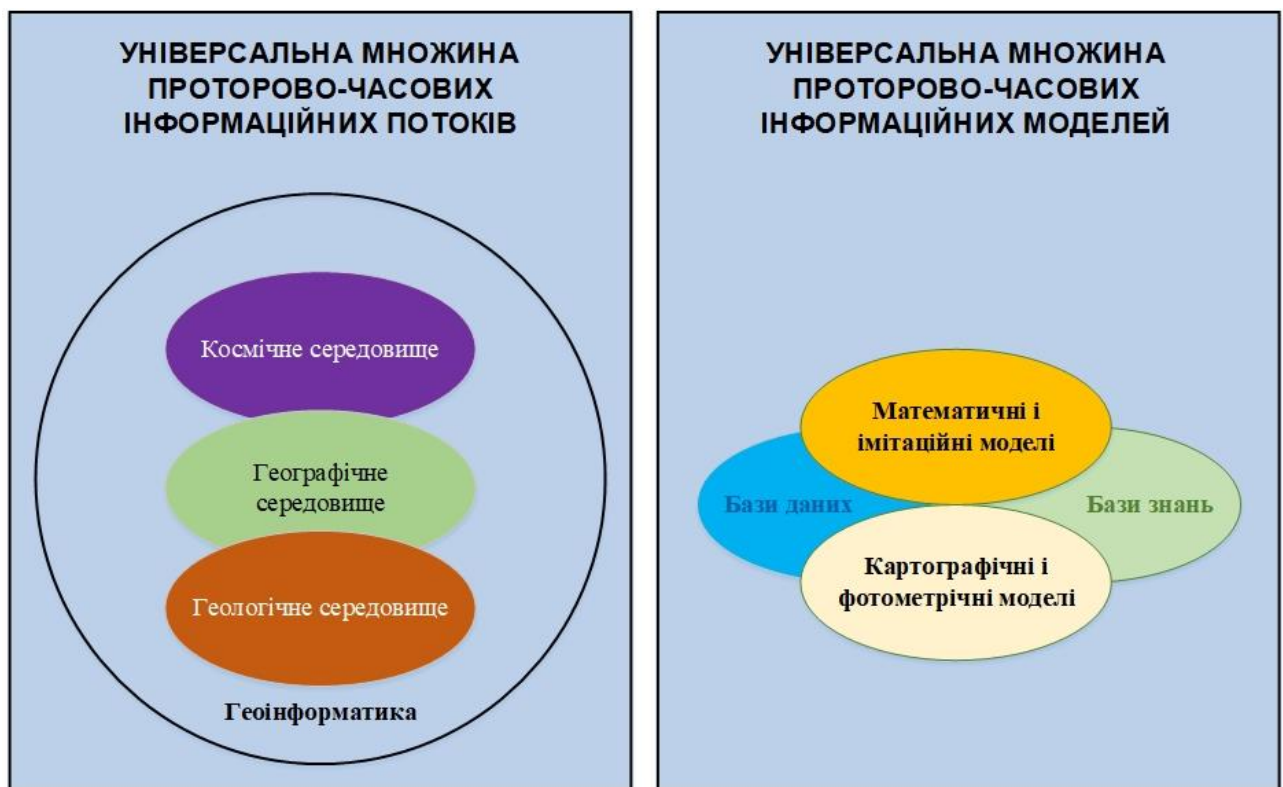 УНІВЕРСАЛЬНА МНОЖИНА
ПРОТОРОВО-ЧАСОВИХ
ІНФОРМАЦІЙНИХ ПОТОКІВ
Космічне середовище
Географічне
середовище
Геологічне середовище
Геоінформатика
УНІВЕРСАЛЬНА МНОЖИНА
ПРОТОРОВО-ЧАСОВИХ
ІНФОРМАЦІЙНИХ МОДЕЛЕЙ
Математичні і
імітаційні моделі
Бази даних
Бази знань
Картографічні і
фотометрічні моделі